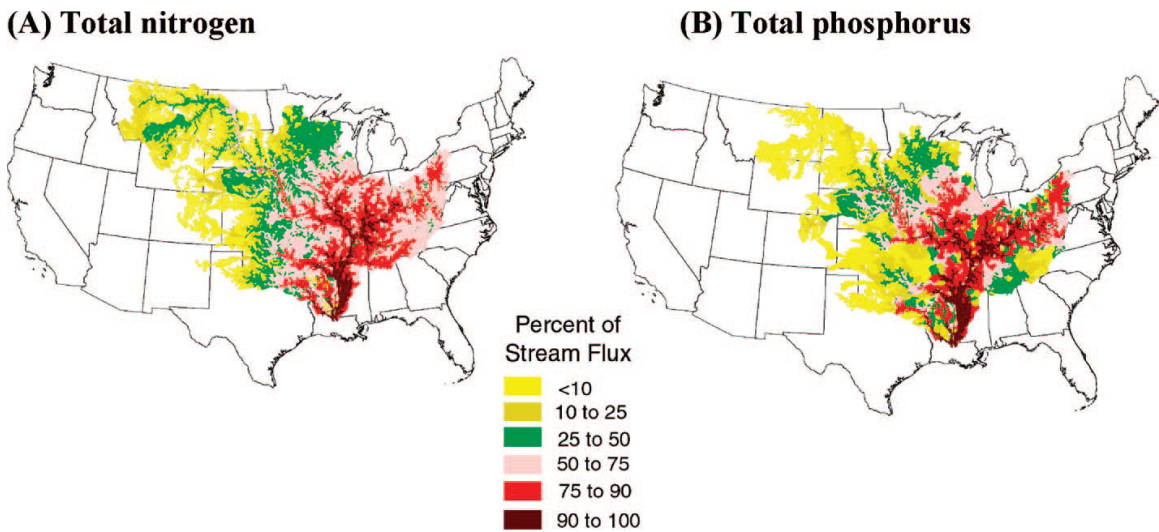 (A) Total nitrogen
(B) Total phosphorus
Percent of
Stream Flux
<10
10 to 25
25 to 50
50 to 75
75 to 90
90 to 100